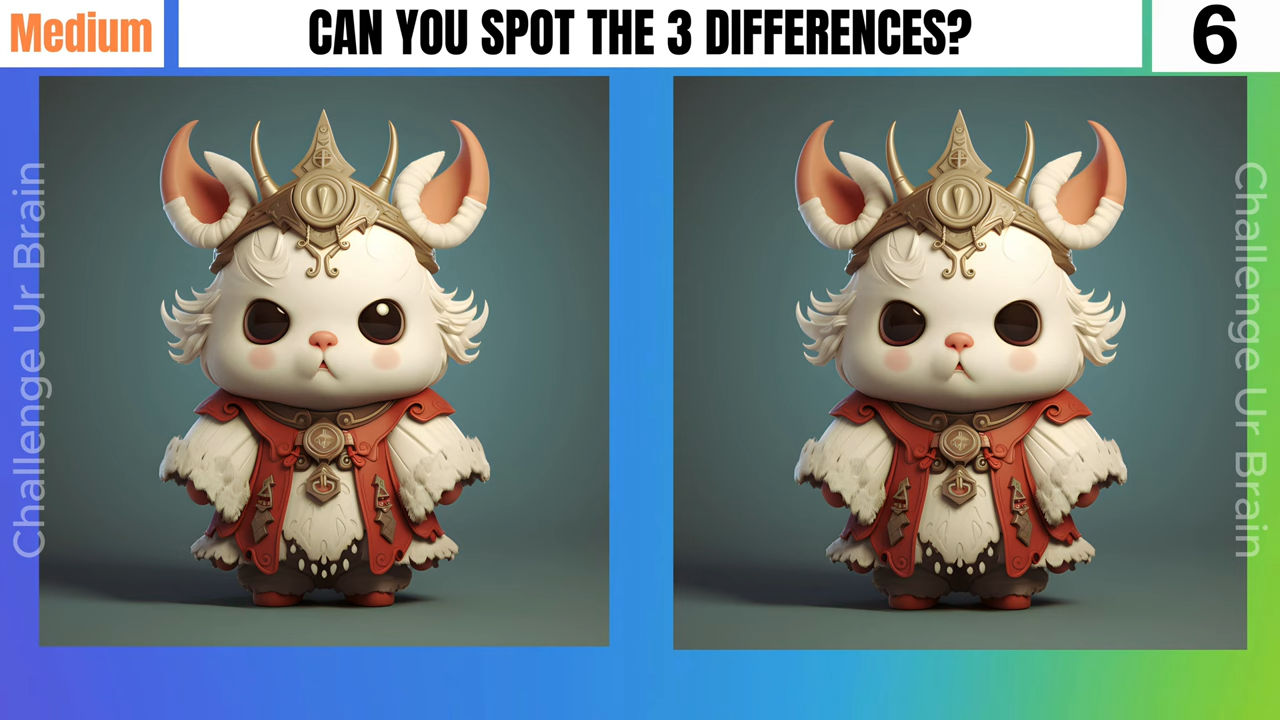 Medium
CAN YOU SPOT THE 3 DIFFERENCES?
6
Challenge Ur Brain
Challenge Ur Brain